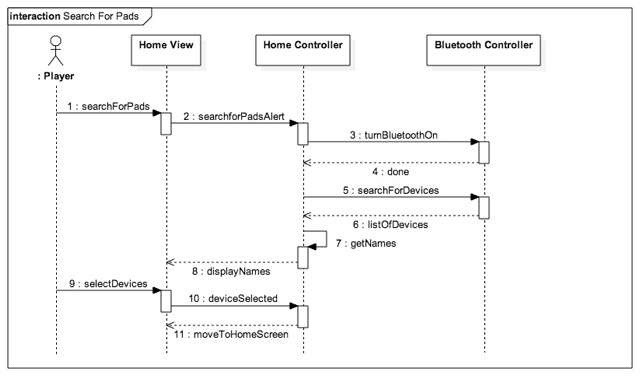 interaction Search For Pads
Home View
Home Controller
Bluetooth Controller
: Player
1 : searchForPads
2 : searchforPadsAlert
3 : turnBluetoothOn
4 : done
5 : searchForDevices
6 : listOfDevices
7 : getNames
8 : displayNames
9 : selectDevices
10 : deviceSelected
11 : moveToHomeScreen